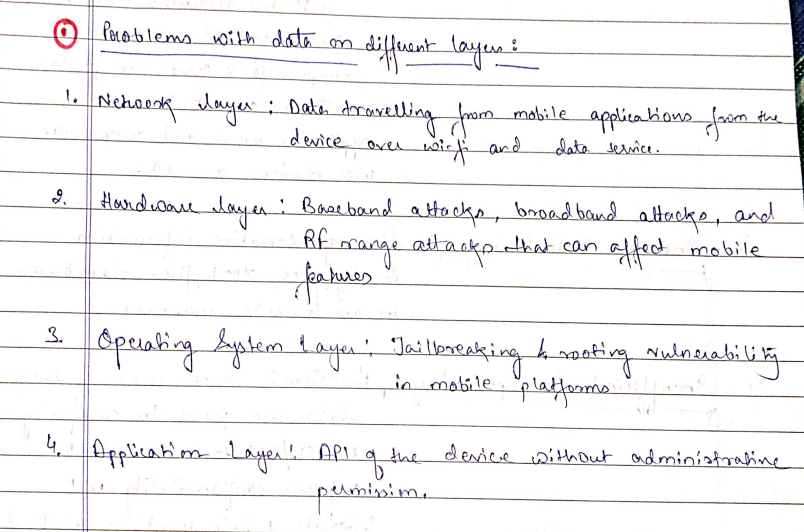 Problems with data on different layers :
1. Network layer : Data travelling from mobile applications from the
device over wi-fi and data service.
2. Hardware layer : Baseband attacks, broadband attacks, and
RF range attacks that can affect mobile
features
3. Operating System Layer : Jailbreaking & rooting vulnerability
in mobile platforms
4. Application Layer : API of the device without administrative
permission.